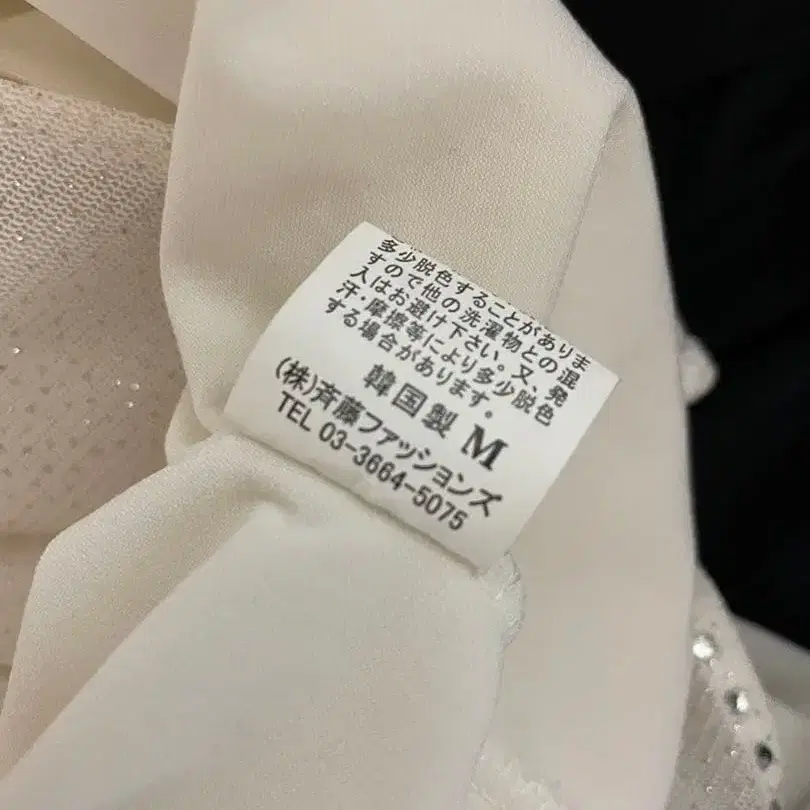 多少脱色することがありま
すので他の洗濯物との混
入はお避け下さい。又、発
汗・摩擦等により多少脱色
する場合があります。
韓国製 M
(株)斉藤ファッションズ
TEL 03-3664-5075